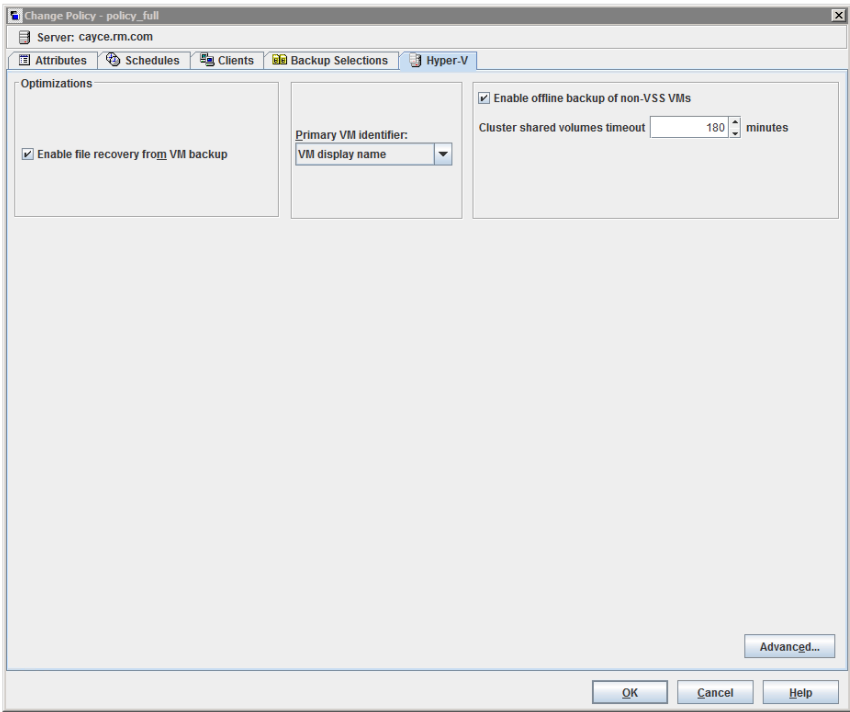 Change Policy - policy_full
Server: cayce.rm.com
Attributes Schedules Clients Backup Selections Hyper-V
Optimizations
Enable file recovery from VM backup
Primary VM identifier:
VM display name
Enable offline backup of non-VSS VMs
Cluster shared volumes timeout 180 minutes
Advanced...
OK Cancel Help